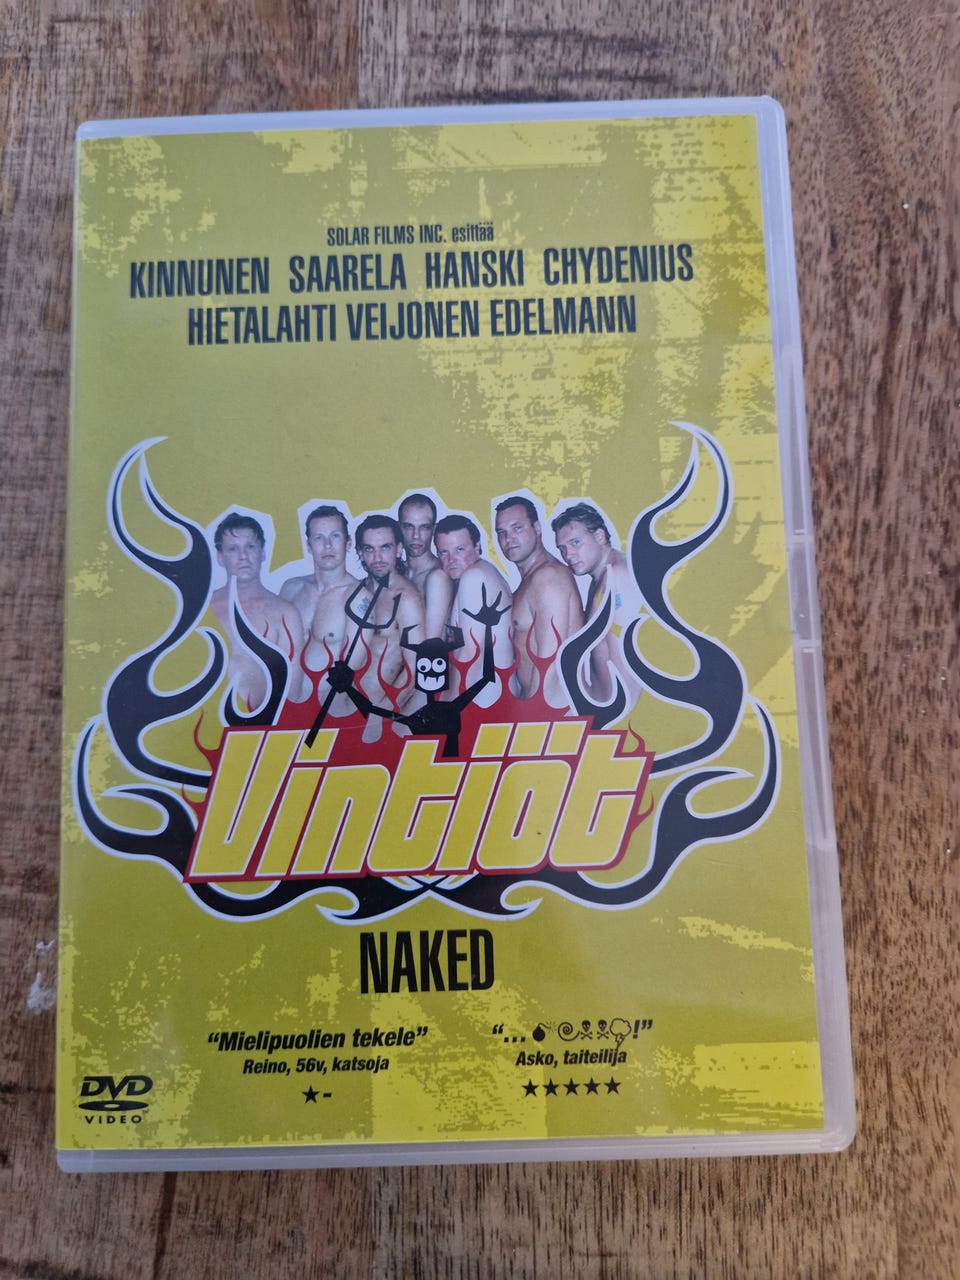 SOLAR FILMS INC. esittää
KINNUNEN SAARELA HANSKI CHYDENIUS
HIETALAHTI VEIJONEN EDELMANN
Vintiöt
NAKED
"Mielipuolien tekele"
Reino, 56v, katsoja
★-
"...💣🌀☠☠🗯!"
Asko, taiteilija
★★★★★
DVD
VIDEO